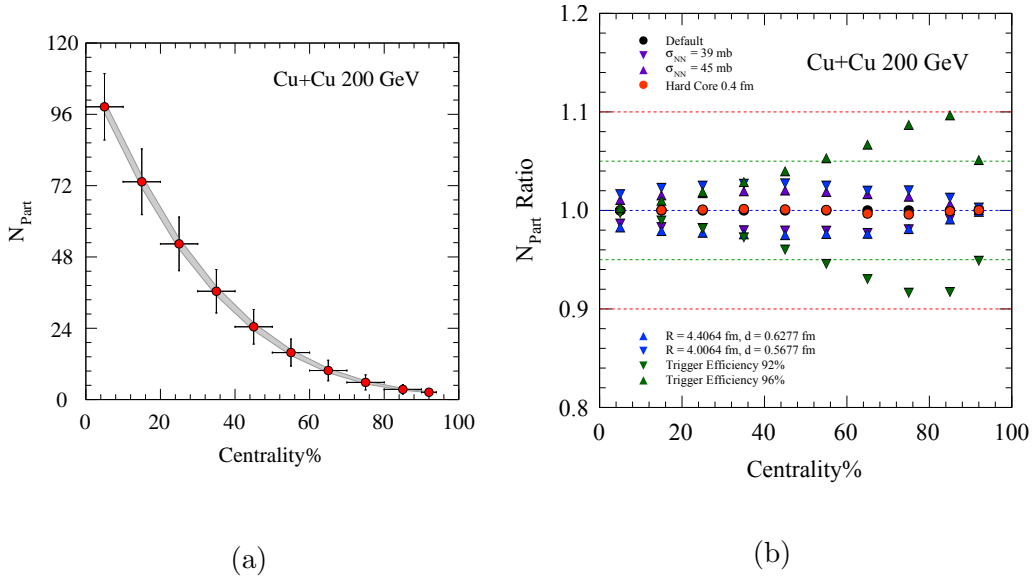 120
96
72
48
24
0
N_Part
Cu+Cu 200 GeV
0 20 40 60 80 100
Centrality%
(a)
1.2
1.1
1.0
0.9
0.8
N_Part Ratio
Default
σ_NN = 39 mb
σ_NN = 45 mb
Hard Core 0.4 fm
Cu+Cu 200 GeV
R = 4.4064 fm, d = 0.6277 fm
R = 4.0064 fm, d = 0.5677 fm
Trigger Efficiency 92%
Trigger Efficiency 96%
0 20 40 60 80 100
Centrality%
(b)